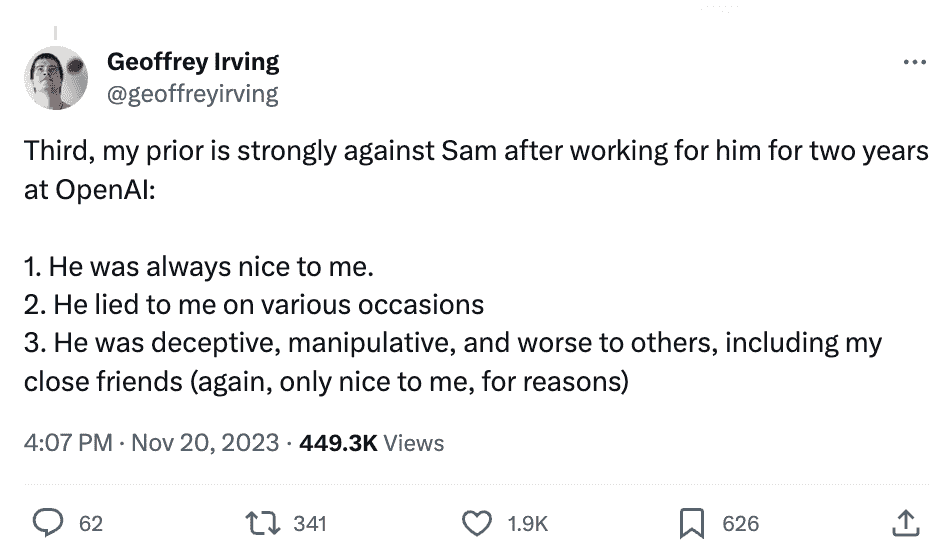 Geoffrey Irving
@geoffreyirving
Third, my prior is strongly against Sam after working for him for two years
at OpenAI:
1. He was always nice to me.
2. He lied to me on various occasions
3. He was deceptive, manipulative, and worse to others, including my
close friends (again, only nice to me, for reasons)
4:07 PM · Nov 20, 2023 · 449.3K Views
62 341 1.9K 626